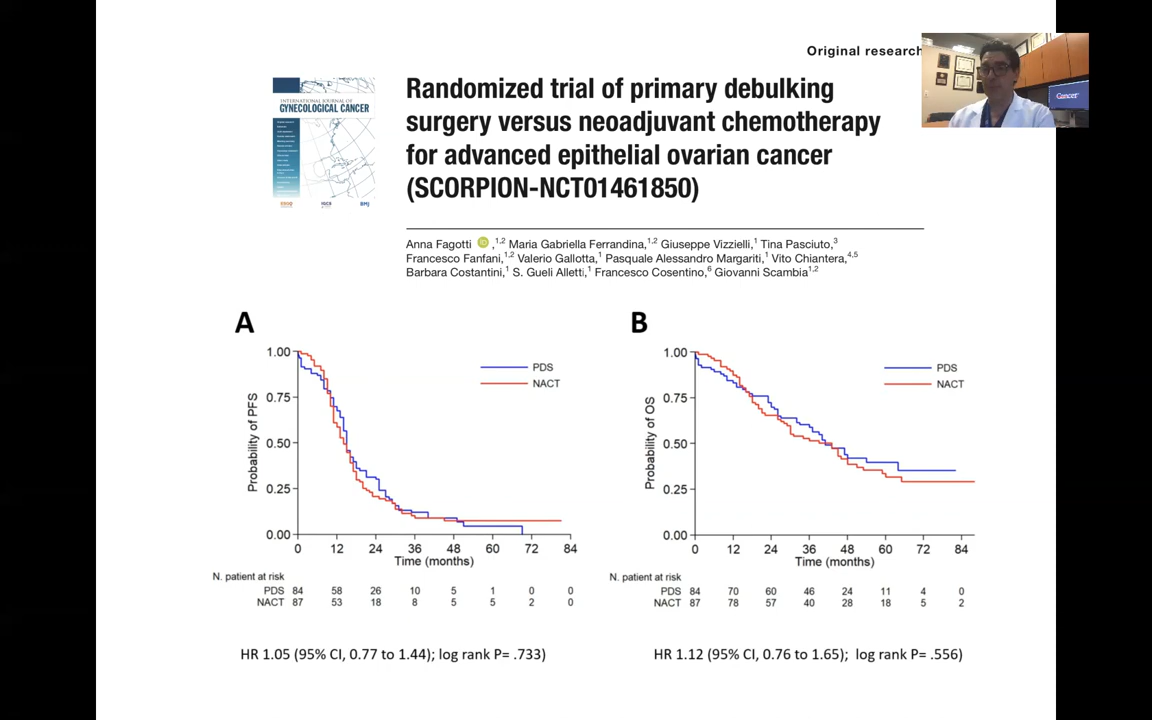 Original research
INTERNATIONAL JOURNAL OF
GYNECOLOGICAL CANCER
IGCS
BMJ
Randomized trial of primary debulking
surgery versus neoadjuvant chemotherapy
for advanced epithelial ovarian cancer
(SCORPION-NCT01461850)
Cancer
Anna Fagotti iD ,1,2 Maria Gabriella Ferrandina,1,2 Giuseppe Vizzielli,1 Tina Pasciuto,3
Francesco Fanfani,1,2 Valerio Gallotta,1 Pasquale Alessandro Margariti,1 Vito Chiantera,4,5
Barbara Costantini,1 S. Gueli Alletti,1 Francesco Cosentino,6 Giovanni Scambia1,2
A
1.00
0.75
0.50
0.25
0.00
Probability of PFS
PDS
NACT
0 12 24 36 48 60 72 84
Time (months)
N. patient at risk
PDS 84 58 26 10 5 1 0 0
NACT 87 53 18 8 5 5 2 0
HR 1.05 (95% CI, 0.77 to 1.44); log rank P= .733)
B
1.00
0.75
0.50
0.25
0.00
Probability of OS
PDS
NACT
0 12 24 36 48 60 72 84
Time (months)
N. patient at risk
PDS 84 70 60 46 24 11 4 0
NACT 87 78 57 40 28 18 5 2
HR 1.12 (95% CI, 0.76 to 1.65); log rank P= .556)